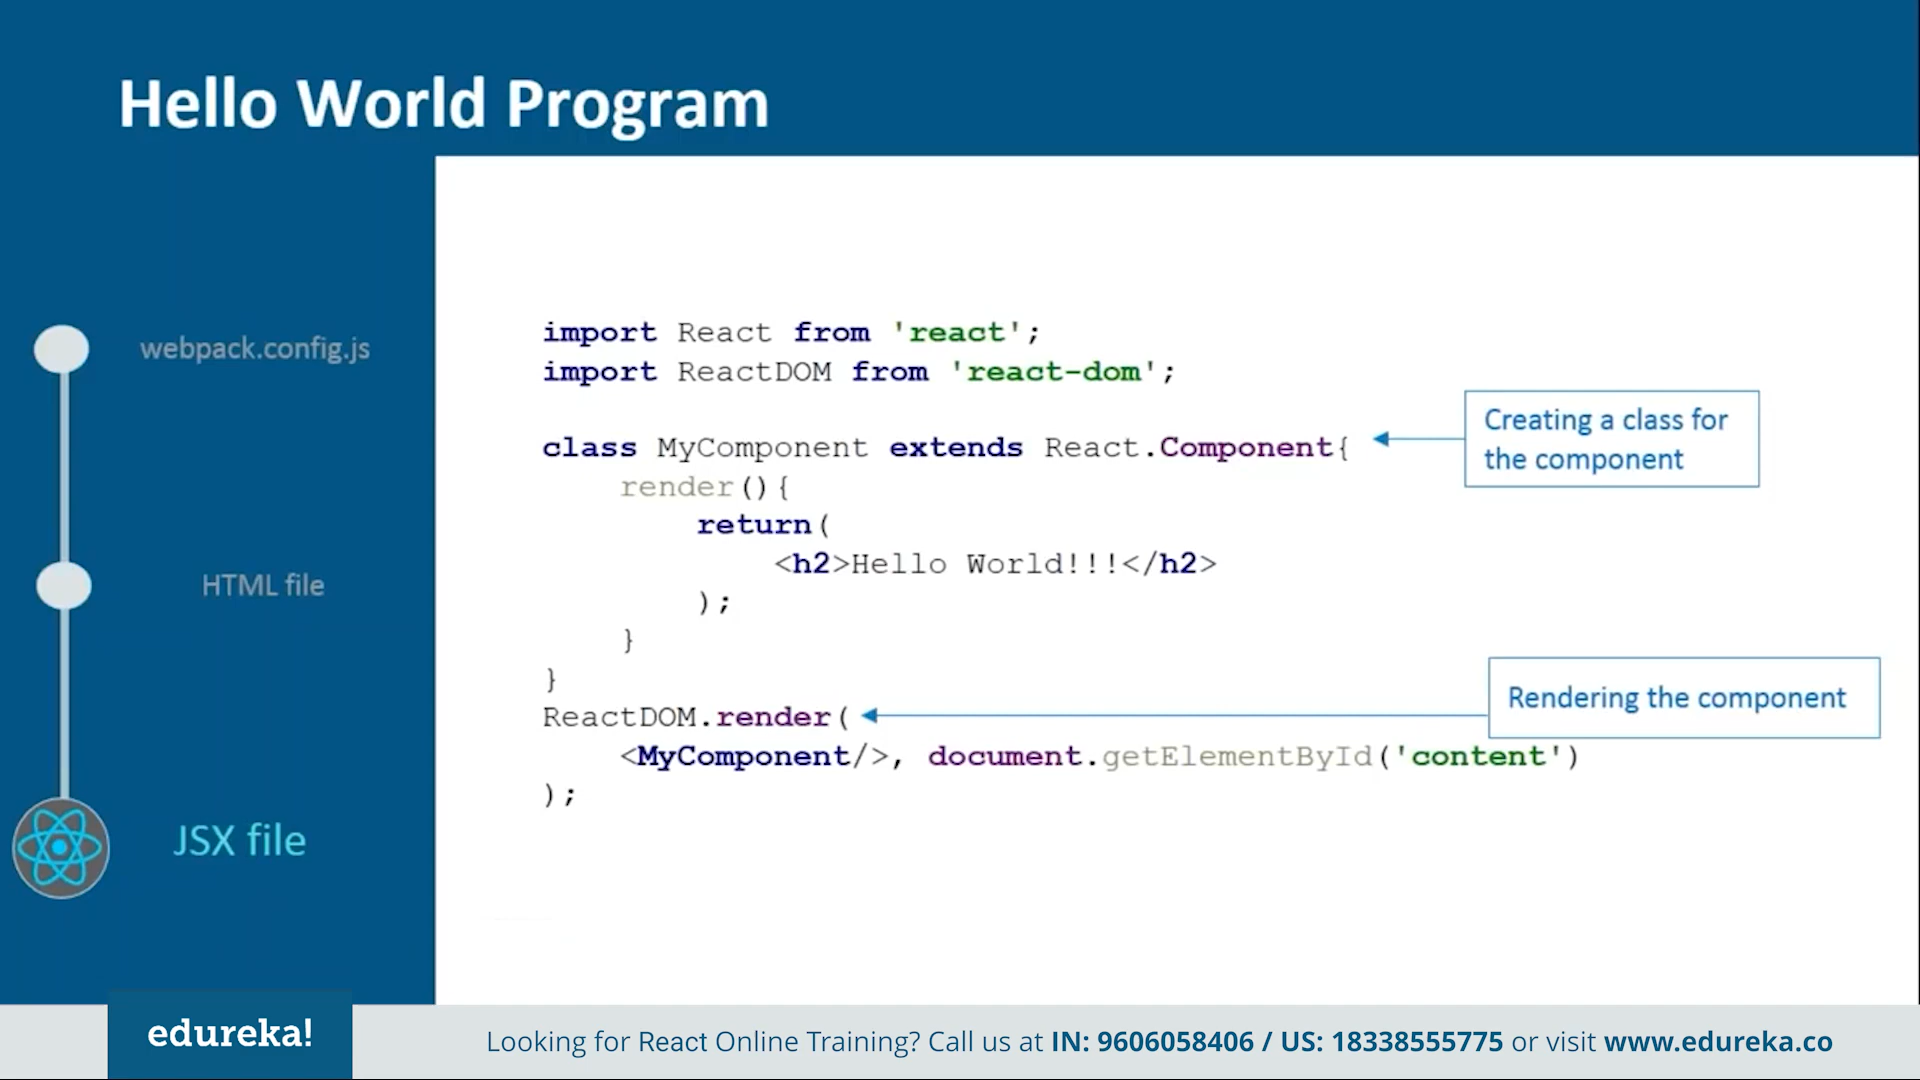 Hello World Program
webpack.config.js
HTML file
JSX file
import React from 'react';
import ReactDOM from 'react-dom';
class MyComponent extends React.Component{
render(){
return(
<h2>Hello World!!!</h2>
);
}
}
ReactDOM.render(
<MyComponent/>, document.getElementById('content')
);
Creating a class for
the component
Rendering the component
edureka!
Looking for React Online Training? Call us at IN: 9606058406 / US: 18338555775 or visit www.edureka.co